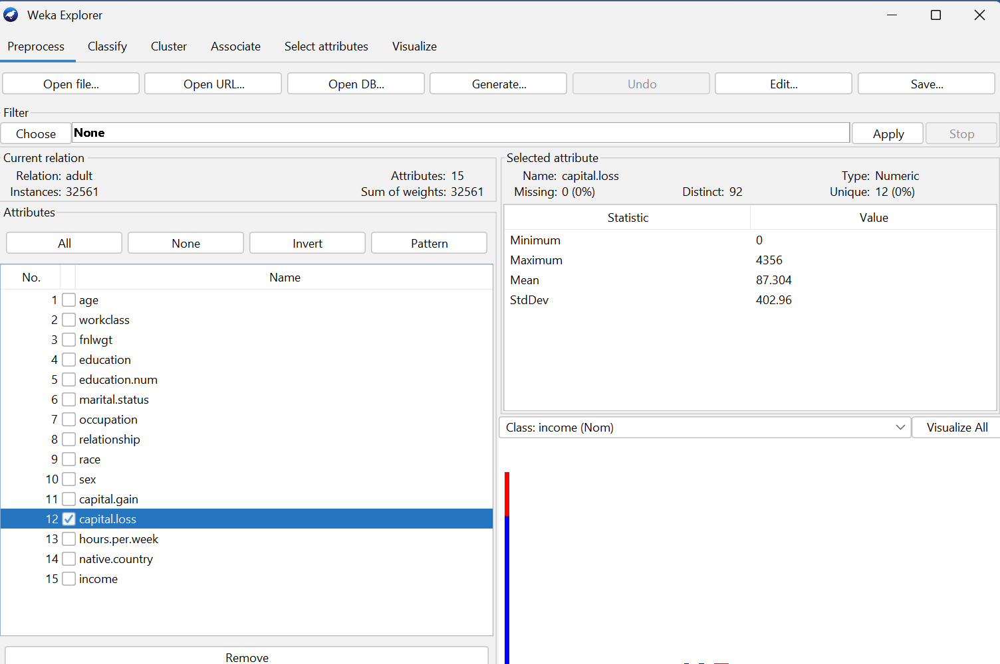 Weka Explorer
Preprocess Classify Cluster Associate Select attributes Visualize
Open file... Open URL... Open DB... Generate... Undo Edit... Save...
Filter
Choose None Apply Stop
Current relation
Relation: adult Attributes: 15
Instances: 32561 Sum of weights: 32561
Attributes
All None Invert Pattern
No. Name
1 age
2 workclass
3 fnlwgt
4 education
5 education.num
6 marital.status
7 occupation
8 relationship
9 race
10 sex
11 capital.gain
12 capital.loss
13 hours.per.week
14 native.country
15 income
Remove
Selected attribute
Name: capital.loss Type: Numeric
Missing: 0 (0%) Distinct: 92 Unique: 12 (0%)
Statistic Value
Minimum 0
Maximum 4356
Mean 87.304
StdDev 402.96
Class: income (Nom) Visualize All